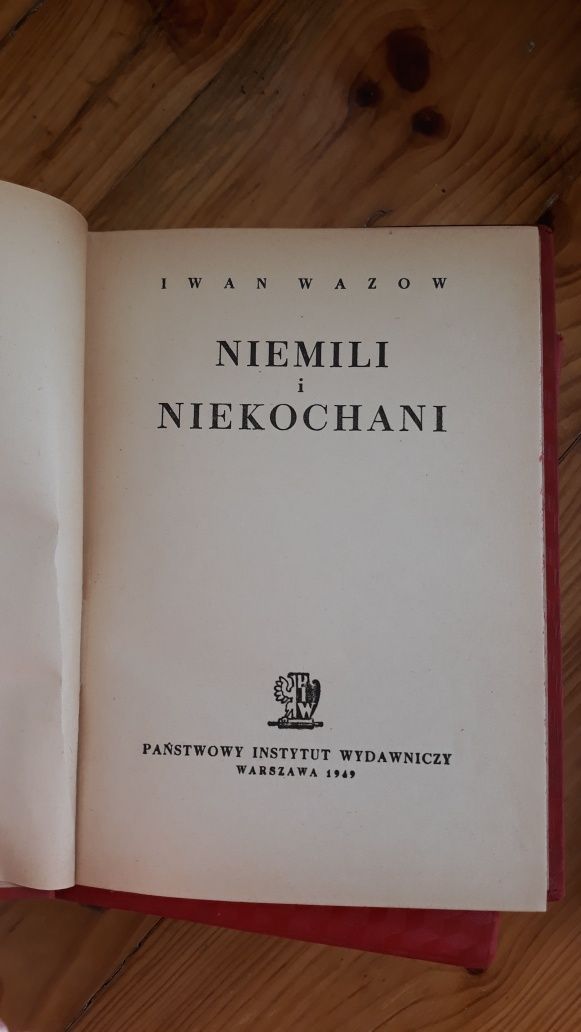 IWAN WAZOW
NIEMILI
i
NIEKOCHANI
PIW
PAŃSTWOWY INSTYTUT WYDAWNICZY
WARSZAWA 1949